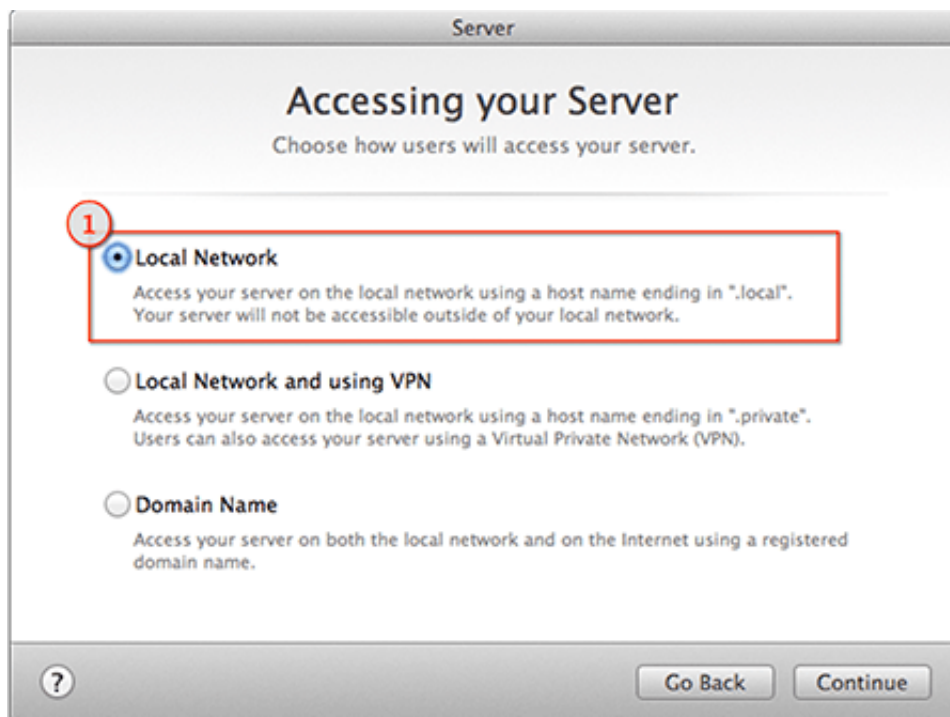 Server
Accessing your Server
Choose how users will access your server.
1
Local Network
Access your server on the local network using a host name ending in ".local".
Your server will not be accessible outside of your local network.
Local Network and using VPN
Access your server on the local network using a host name ending in ".private".
Users can also access your server using a Virtual Private Network (VPN).
Domain Name
Access your server on both the local network and on the Internet using a registered
domain name.
?
Go Back
Continue